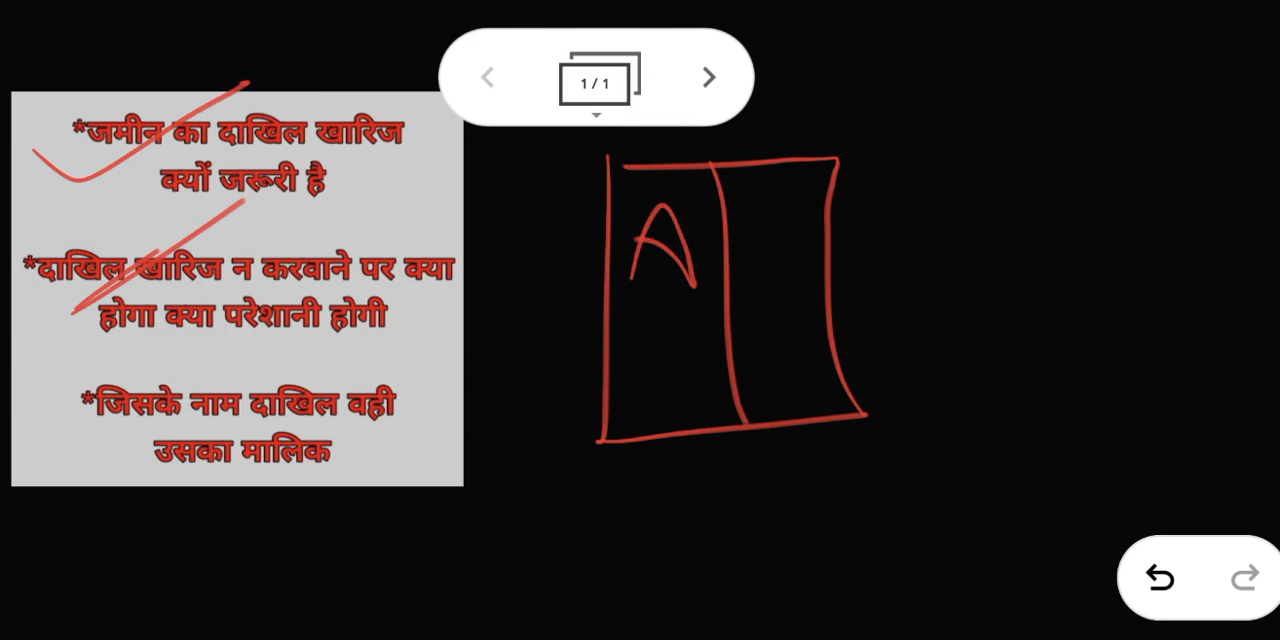 *जमीन का दाखिल खारिज
क्यों जरूरी है
*दाखिल खारिज न करवाने पर क्या
होगा क्या परेशानी होगी
*जिसके नाम दाखिल वही
उसका मालिक
1/1
A